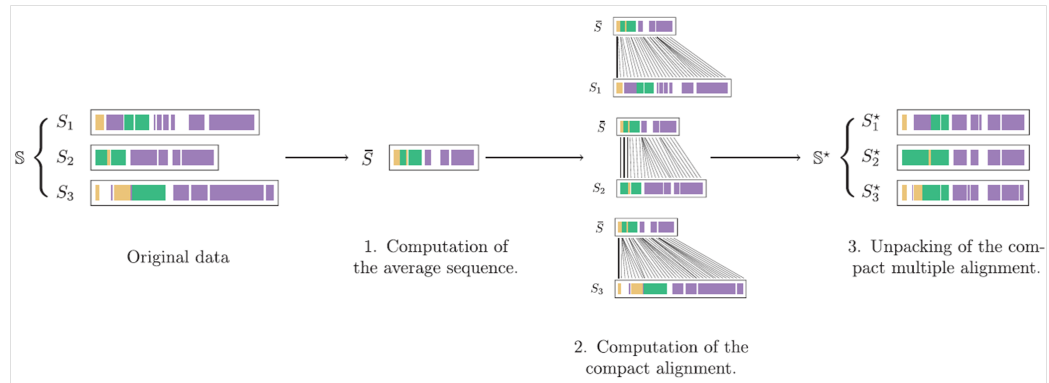 S̄
S₁
𝕊
S₁
S₂
S₃
S̄
S̄
S₂
S̄
S₃
𝕊⋆
S₁⋆
S₂⋆
S₃⋆
Original data
1. Computation of
the average sequence.
2. Computation of the
compact alignment.
3. Unpacking of the com-
pact multiple alignment.